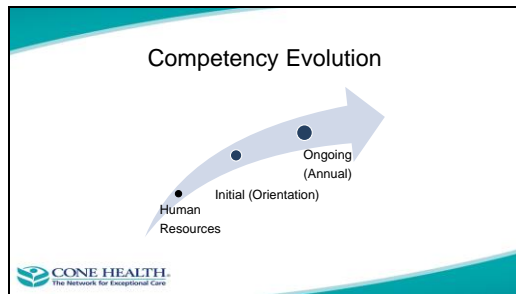 Competency Evolution
Ongoing
(Annual)
Initial (Orientation)
Human
Resources
CONE HEALTH®
The Network for Exceptional Care